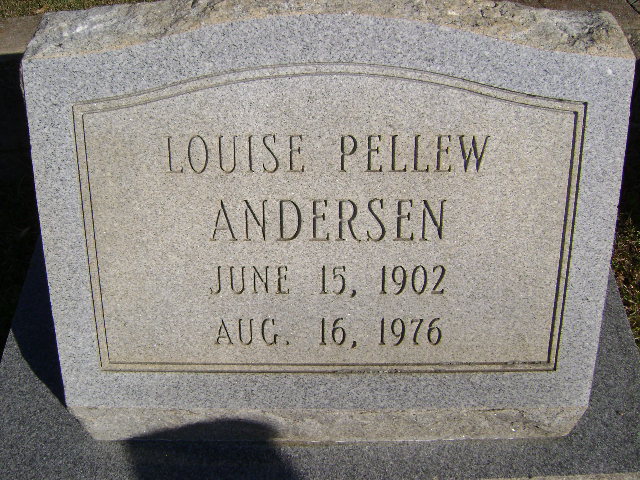 LOUISE PELLEW
ANDERSEN
JUNE 15, 1902
AUG. 16, 1976